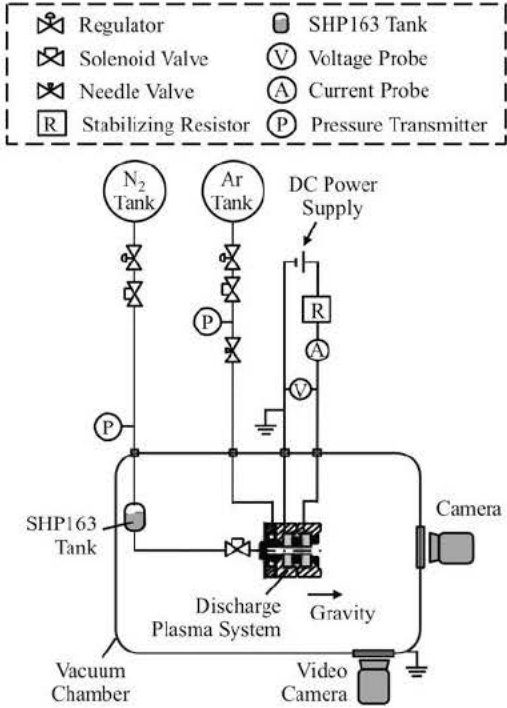 Regulator
Solenoid Valve
Needle Valve
R Stabilizing Resistor
SHP163 Tank
V Voltage Probe
A Current Probe
P Pressure Transmitter
N2
Tank
Ar
Tank
DC Power
Supply
R
P
A
V
P
SHP163
Tank
Camera
Discharge
Plasma System
Gravity
Vacuum
Chamber
Video
Camera